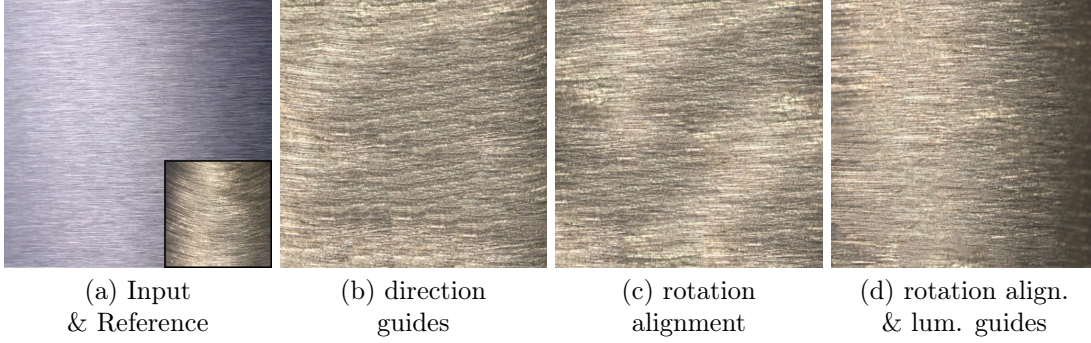 (a) Input
& Reference
(b) direction
guides
(c) rotation
alignment
(d) rotation align.
& lum. guides